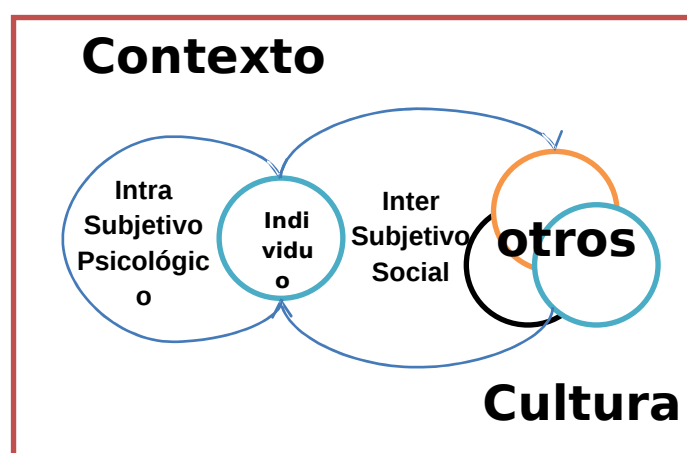 Contexto
Intra
Subjetivo
Psicológic
o
Indi
vidu
o
Inter
Subjetivo
Social
otros
Cultura